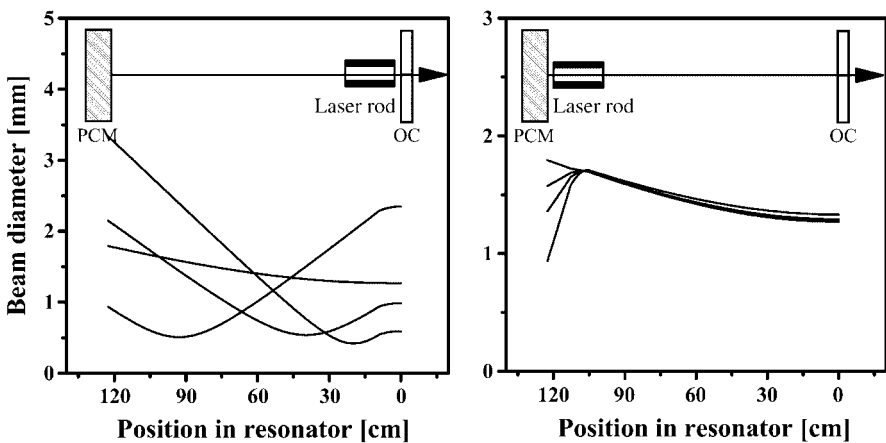 5
4
3
2
1
0
Beam diameter [mm]
PCM
Laser rod
OC
120 90 60 30 0
Position in resonator [cm]
3
2
1
0
PCM
Laser rod
OC
120 90 60 30 0
Position in resonator [cm]